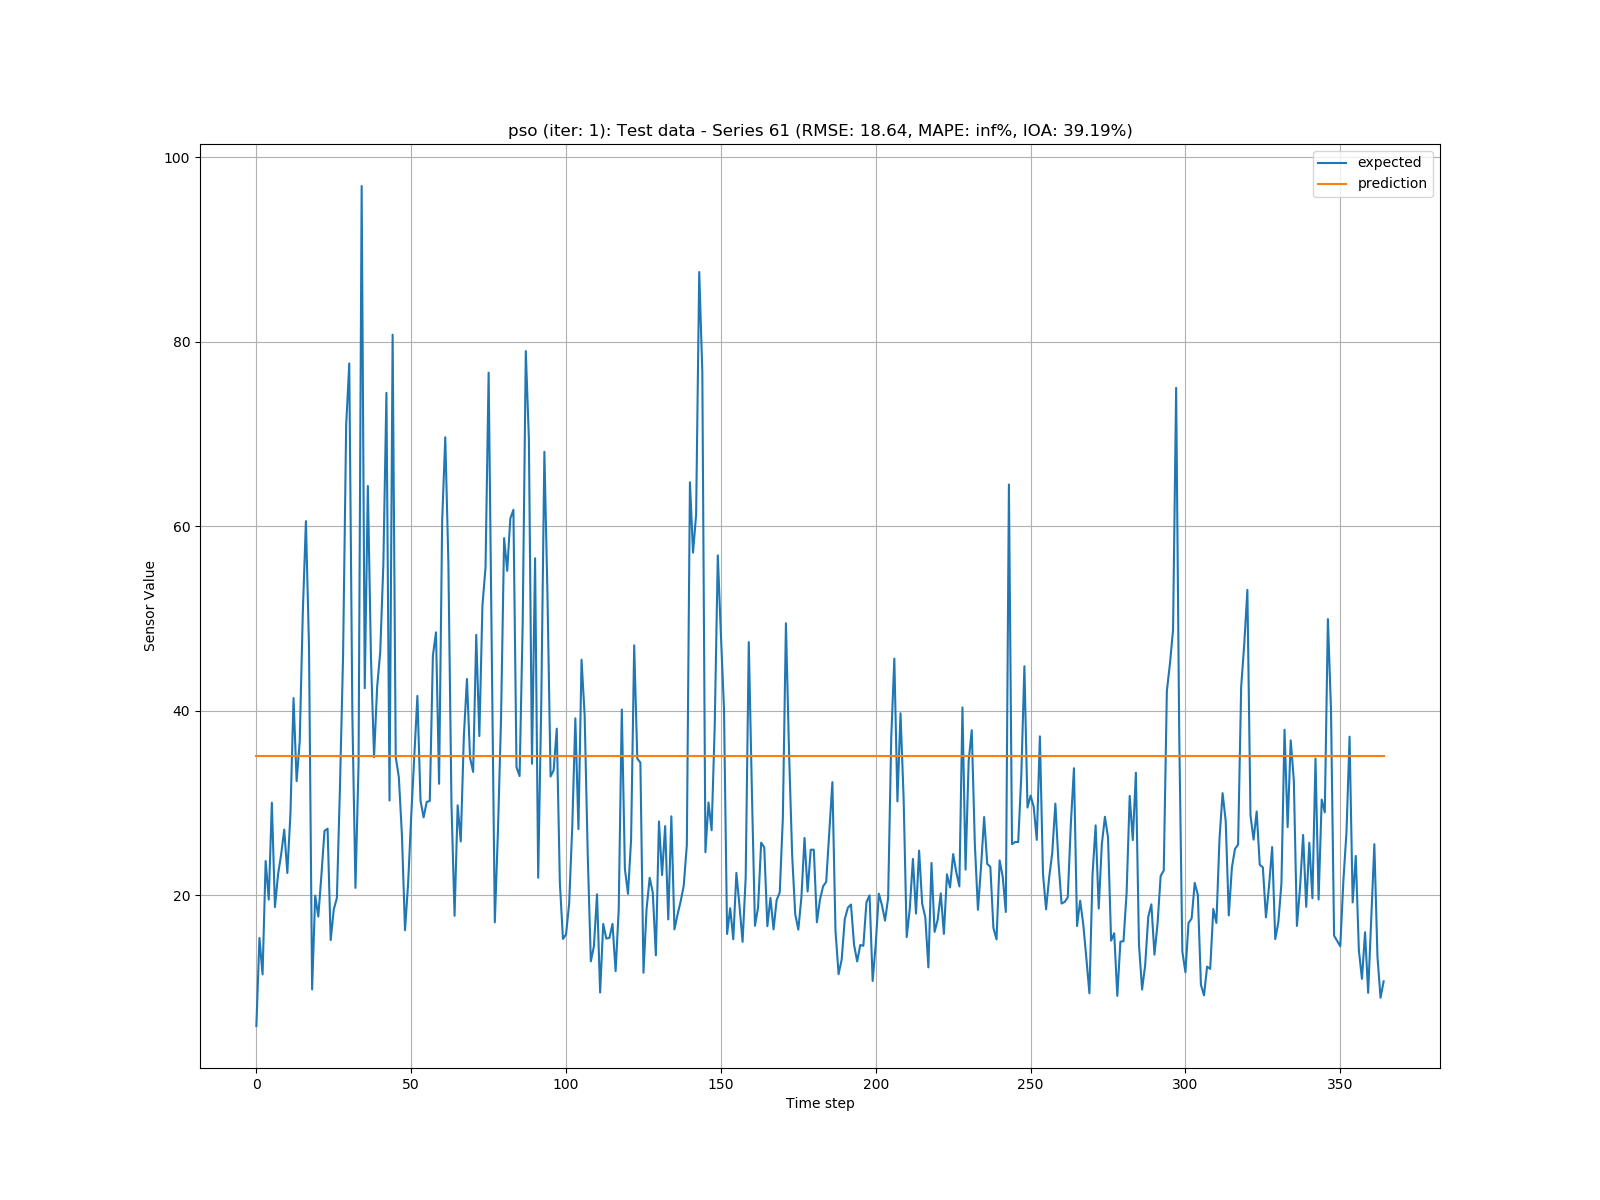 pso (iter: 1): Test data - Series 61 (RMSE: 18.64, MAPE: inf%, IOA: 39.19%)
expected
prediction
100
80
60
40
20
Sensor Value
0 50 100 150 200 250 300 350
Time step